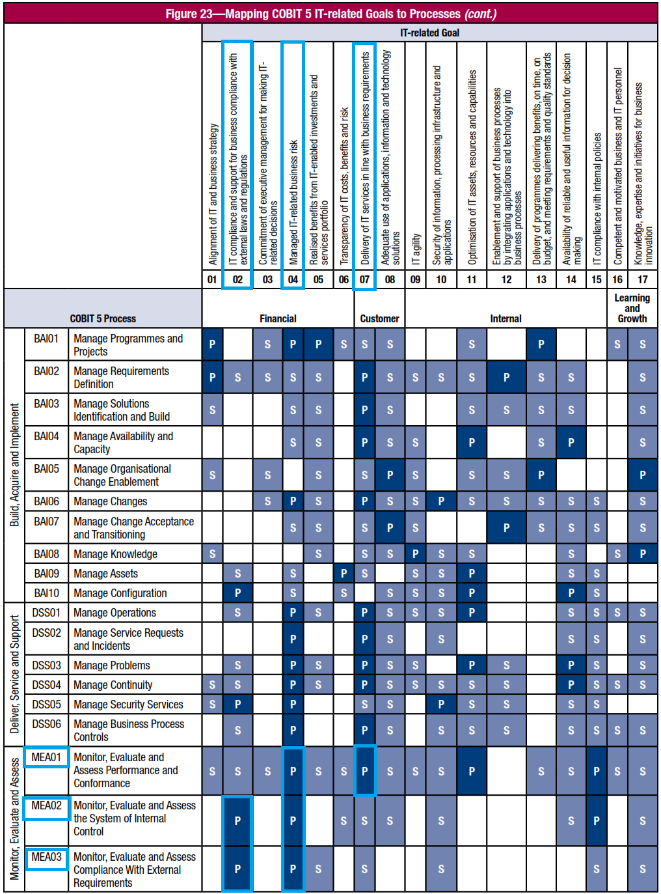 Figure 23—Mapping COBIT 5 IT-related Goals to Processes (cont.)
IT-related Goal
Alignment of IT and business strategy
IT compliance and support for business compliance with
external laws and regulations
Commitment of executive management for making IT-
related decisions
Managed IT-related business risk
Realised benefits from IT-enabled investments and
services portfolio
Transparency of IT costs, benefits and risk
Delivery of IT services in line with business requirements
Adequate use of applications, information and technology
solutions
IT agility
Security of information, processing infrastructure and
applications
Optimisation of IT assets, resources and capabilities
Enablement and support of business processes
by integrating applications and technology into
business processes
Delivery of programmes delivering benefits, on time, on
budget, and meeting requirements and quality standards
Availability of reliable and useful information for decision
making
IT compliance with internal policies
Competent and motivated business and IT personnel
Knowledge, expertise and initiatives for business
innovation
01 02 03 04 05 06 07 08 09 10 11 12 13 14 15 16 17
COBIT 5 Process Financial Customer Internal Learning
and
Growth
Build, Acquire and Implement
BAI01 Manage Programmes and
Projects P S P P S S S S P S S
BAI02 Manage Requirements
Definition P S S S S P S S S S P S S S
BAI03 Manage Solutions
Identification and Build S S S P S S S S S S
BAI04 Manage Availability and
Capacity S S P S S P S P S
BAI05 Manage Organisational
Change Enablement S S S S P S S S P P
BAI06 Manage Changes S P S P S S P S S S S S S
BAI07 Manage Change Acceptance
and Transitioning S S S P S P S S S S
BAI08 Manage Knowledge S S S S P S S S P
BAI09 Manage Assets S S P S S S P S S
BAI10 Manage Configuration P S S S S S P P S
Deliver, Service and Support
DSS01 Manage Operations S P S P S S S P S S S S
DSS02 Manage Service Requests
and Incidents P P S S S S
DSS03 Manage Problems S P S P S S P S P S S
DSS04 Manage Continuity S S P S P S S S S S P S S S
DSS05 Manage Security Services S P P S S P S S S S
DSS06 Manage Business Process
Controls S P P S S S S S S S S
Monitor, Evaluate and Assess
MEA01 Monitor, Evaluate and
Assess Performance and
Conformance S S S P S S P S S S P S S P S S
MEA02 Monitor, Evaluate and Assess
the System of Internal
Control P P S S S S S P S
MEA03 Monitor, Evaluate and Assess
Compliance With External
Requirements P P S S S S S